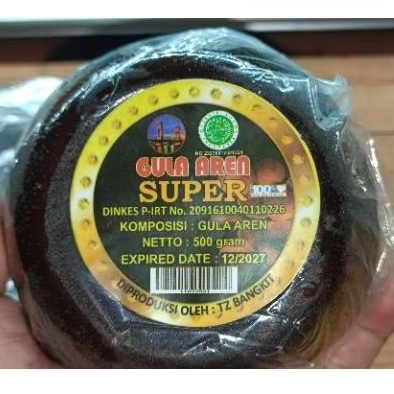 GULA AREN
SUPER
100%
DINKES P-IRT No. 2091610040110226
KOMPOSISI : GULA AREN
NETTO : 500 gram
EXPIRED DATE : 12/2027
DIPRODUKSI OLEH : TZ BANGKIT